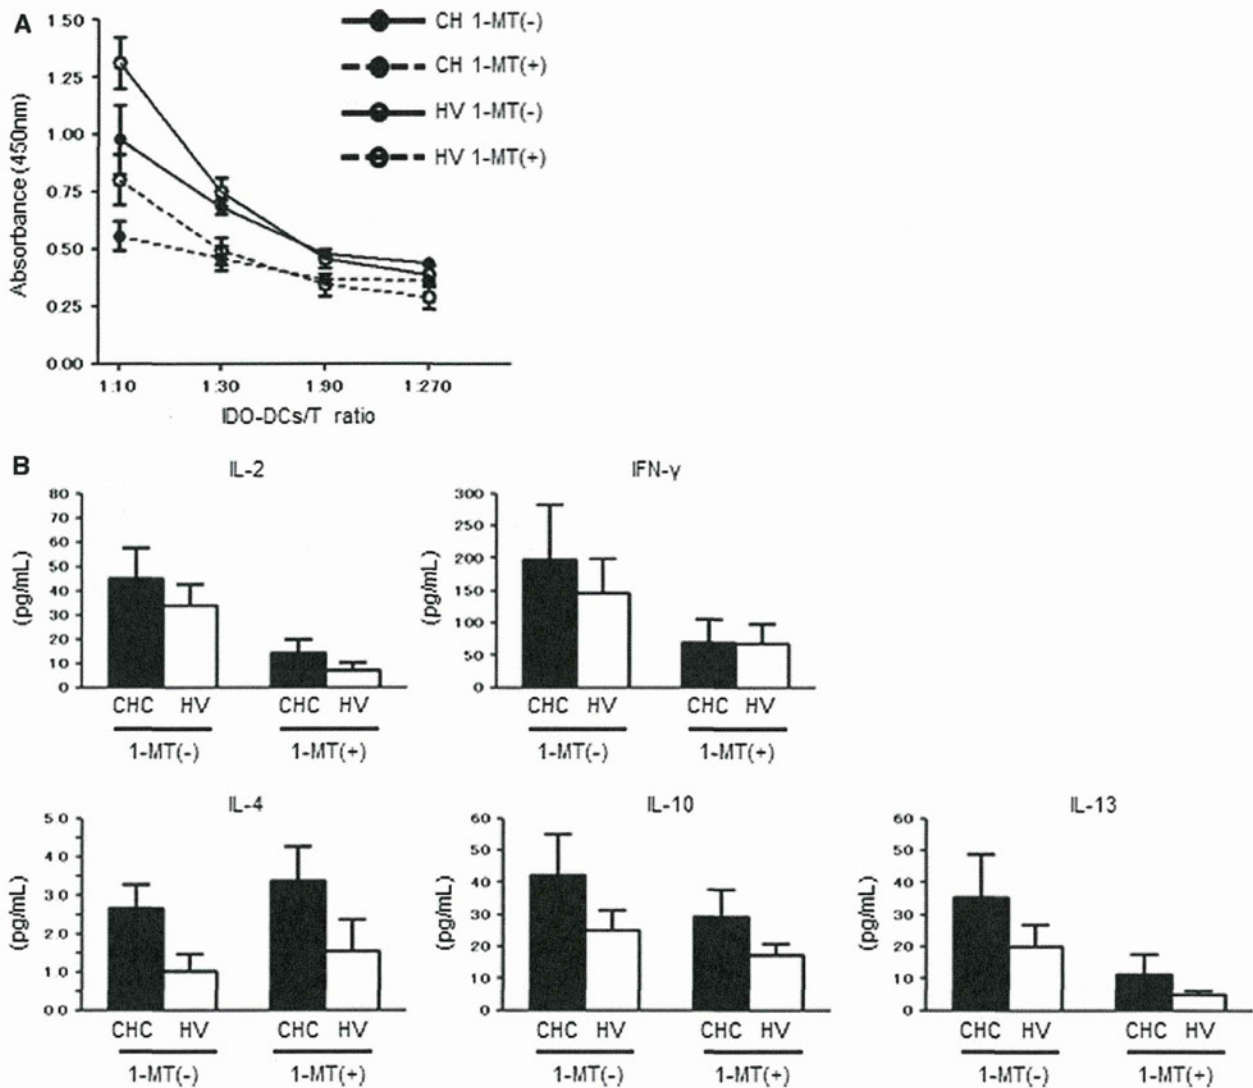 A
1 50
1 25
1 00
0 75
0 50
0 25
0 00
Absorbance (450nm)
1:10 1:30 1:90 1:270
IDO-DCs/T ratio
CH 1-MT(-)
CH 1-MT(+)
HV 1-MT(-)
HV 1-MT(+)
B
IL-2
80
70
60
50
40
30
20
10
0
(pg/mL)
CHC HV CHC HV
1-MT(-) 1-MT(+)
IFN-γ
300
250
200
150
100
50
0
(pg/mL)
CHC HV CHC HV
1-MT(-) 1-MT(+)
IL-4
5 0
4 0
3 0
2 0
1 0
0 0
(pg/mL)
CHC HV CHC HV
1-MT(-) 1-MT(+)
IL-10
60
50
40
30
20
10
0
(pg/mL)
CHC HV CHC HV
1-MT(-) 1-MT(+)
IL-13
60
50
40
30
20
10
0
(pg/mL)
CHC HV CHC HV
1-MT(-) 1-MT(+)